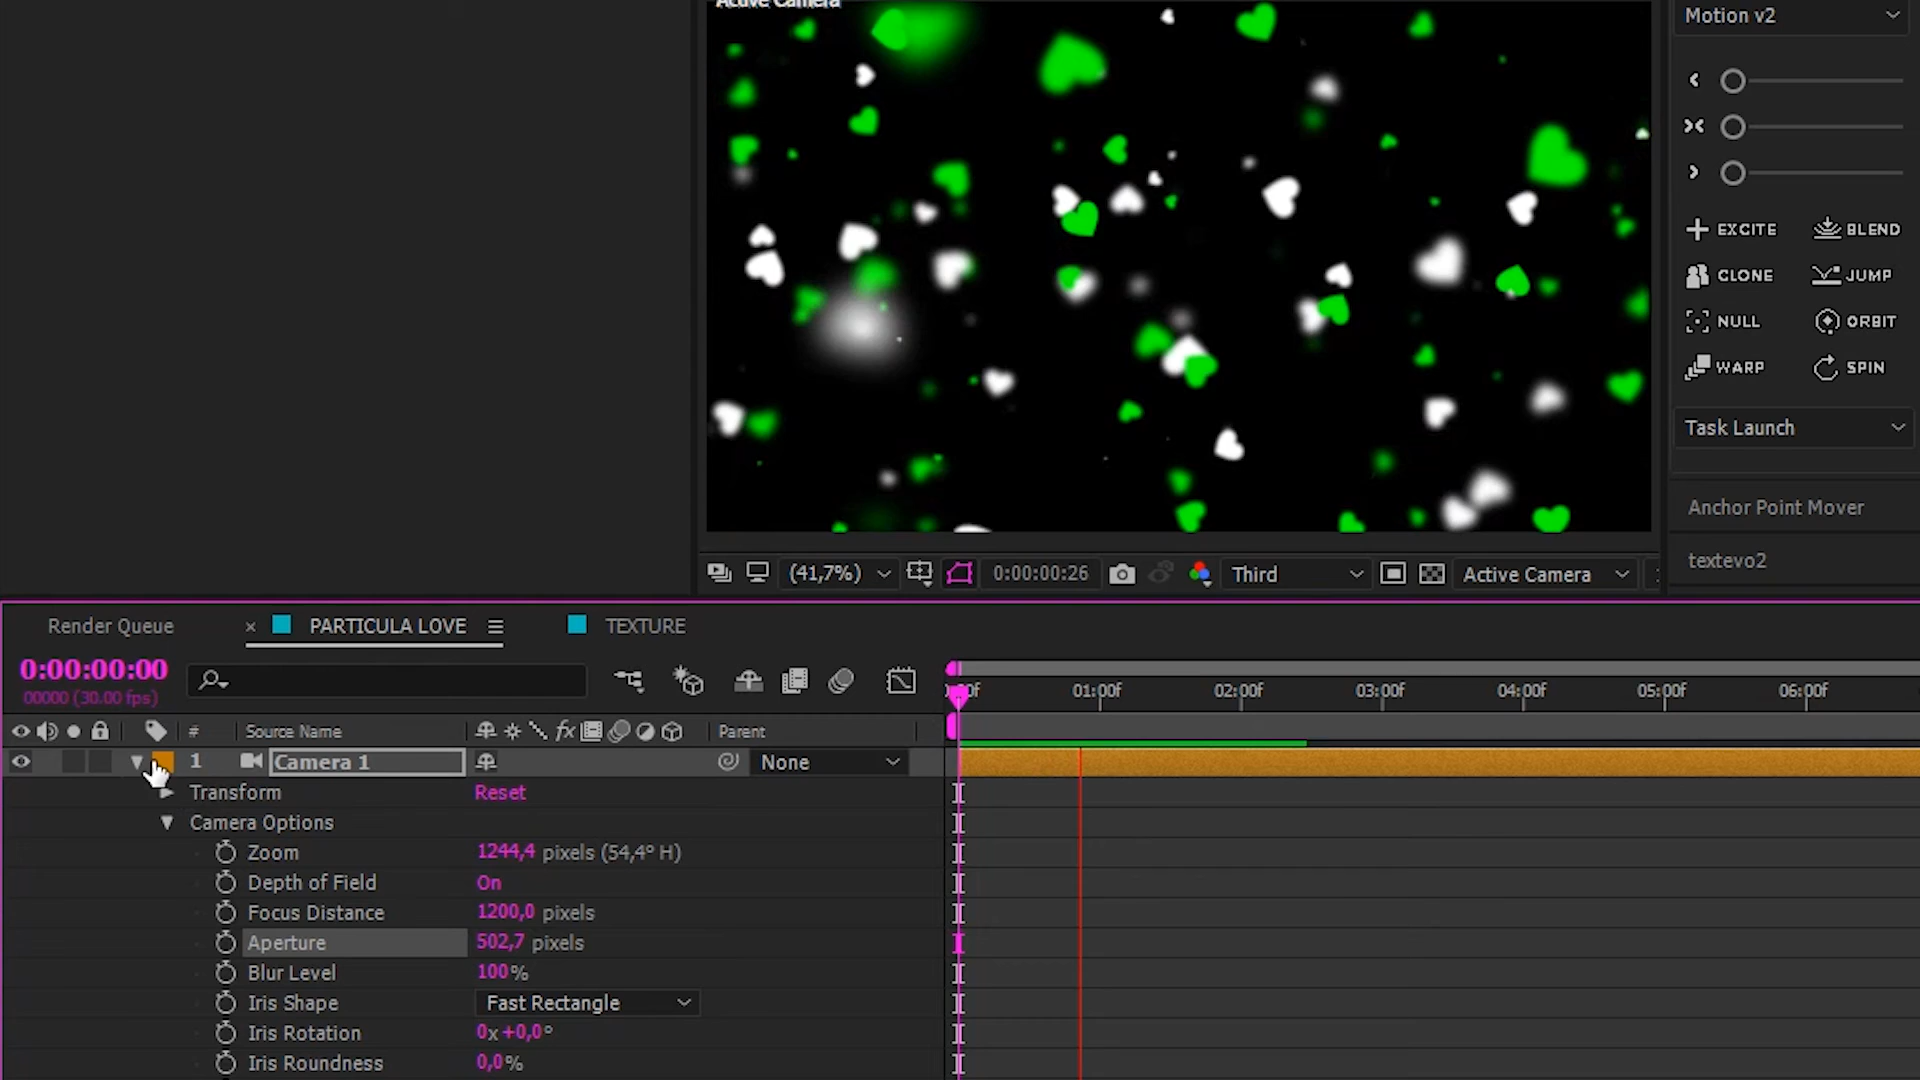 Active Camera
Motion v2
EXCITE
BLEND
CLONE
JUMP
NULL
ORBIT
WARP
SPIN
Task Launch
Anchor Point Mover
textevo2
(41,7%)
0:00:00:26
Third
Active Camera
Render Queue
× PARTICULA LOVE
TEXTURE
0:00:00:00
00000 (30.00 fps)
01:00f 02:00f 03:00f 04:00f 05:00f 06:00f
# Source Name fx Parent
1 Camera 1 None
Transform Reset
Camera Options
Zoom 1244,4 pixels (54,4° H)
Depth of Field On
Focus Distance 1200,0 pixels
Aperture 502,7 pixels
Blur Level 100%
Iris Shape Fast Rectangle
Iris Rotation 0x+0,0°
Iris Roundness 0,0%